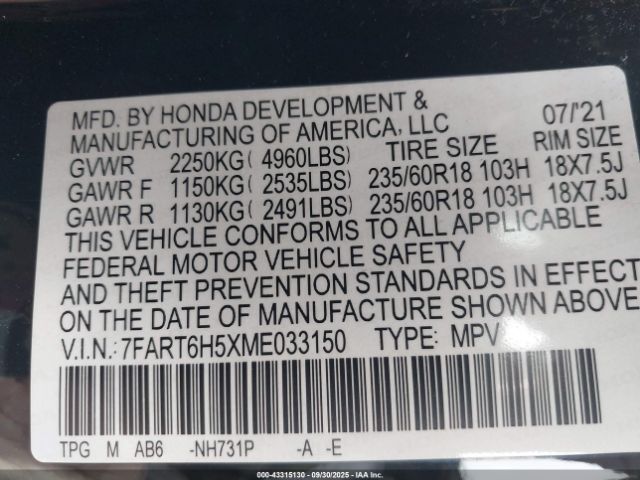 MFD. BY HONDA DEVELOPMENT & 07/'21
MANUFACTURING OF AMERICA, LLC
TIRE SIZE RIM SIZE
GVWR 2250KG( 4960LBS)
GAWR F 1150KG( 2535LBS) 235/60R18 103H 18X7.5J
GAWR R 1130KG( 2491LBS) 235/60R18 103H 18X7.5J
THIS VEHICLE CONFORMS TO ALL APPLICABLE
FEDERAL MOTOR VEHICLE SAFETY
AND THEFT PREVENTION STANDARDS IN EFFECT
ON THE DATE OF MANUFACTURE SHOWN ABOVE
V.I.N.: 7FART6H5XME033150 TYPE: MPV
TPG M AB6 -NH731P -A -E
000-43315130 - 09/30/2025 - IAAI.COM